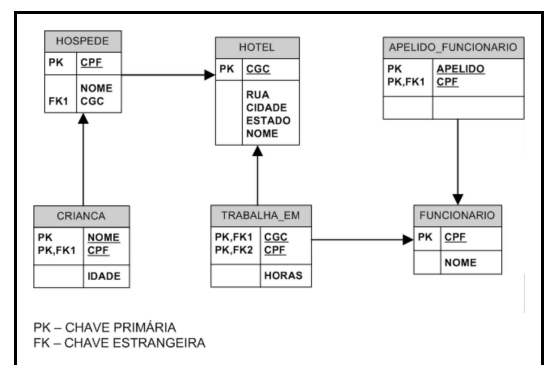 HOSPEDE
PK CPF
NOME
FK1 CGC
HOTEL
PK CGC
RUA
CIDADE
ESTADO
NOME
APELIDO_FUNCIONARIO
PK APELIDO
PK,FK1 CPF
CRIANCA
PK NOME
PK,FK1 CPF
IDADE
TRABALHA_EM
PK,FK1 CGC
PK,FK2 CPF
HORAS
FUNCIONARIO
PK CPF
NOME
PK – CHAVE PRIMÁRIA
FK – CHAVE ESTRANGEIRA